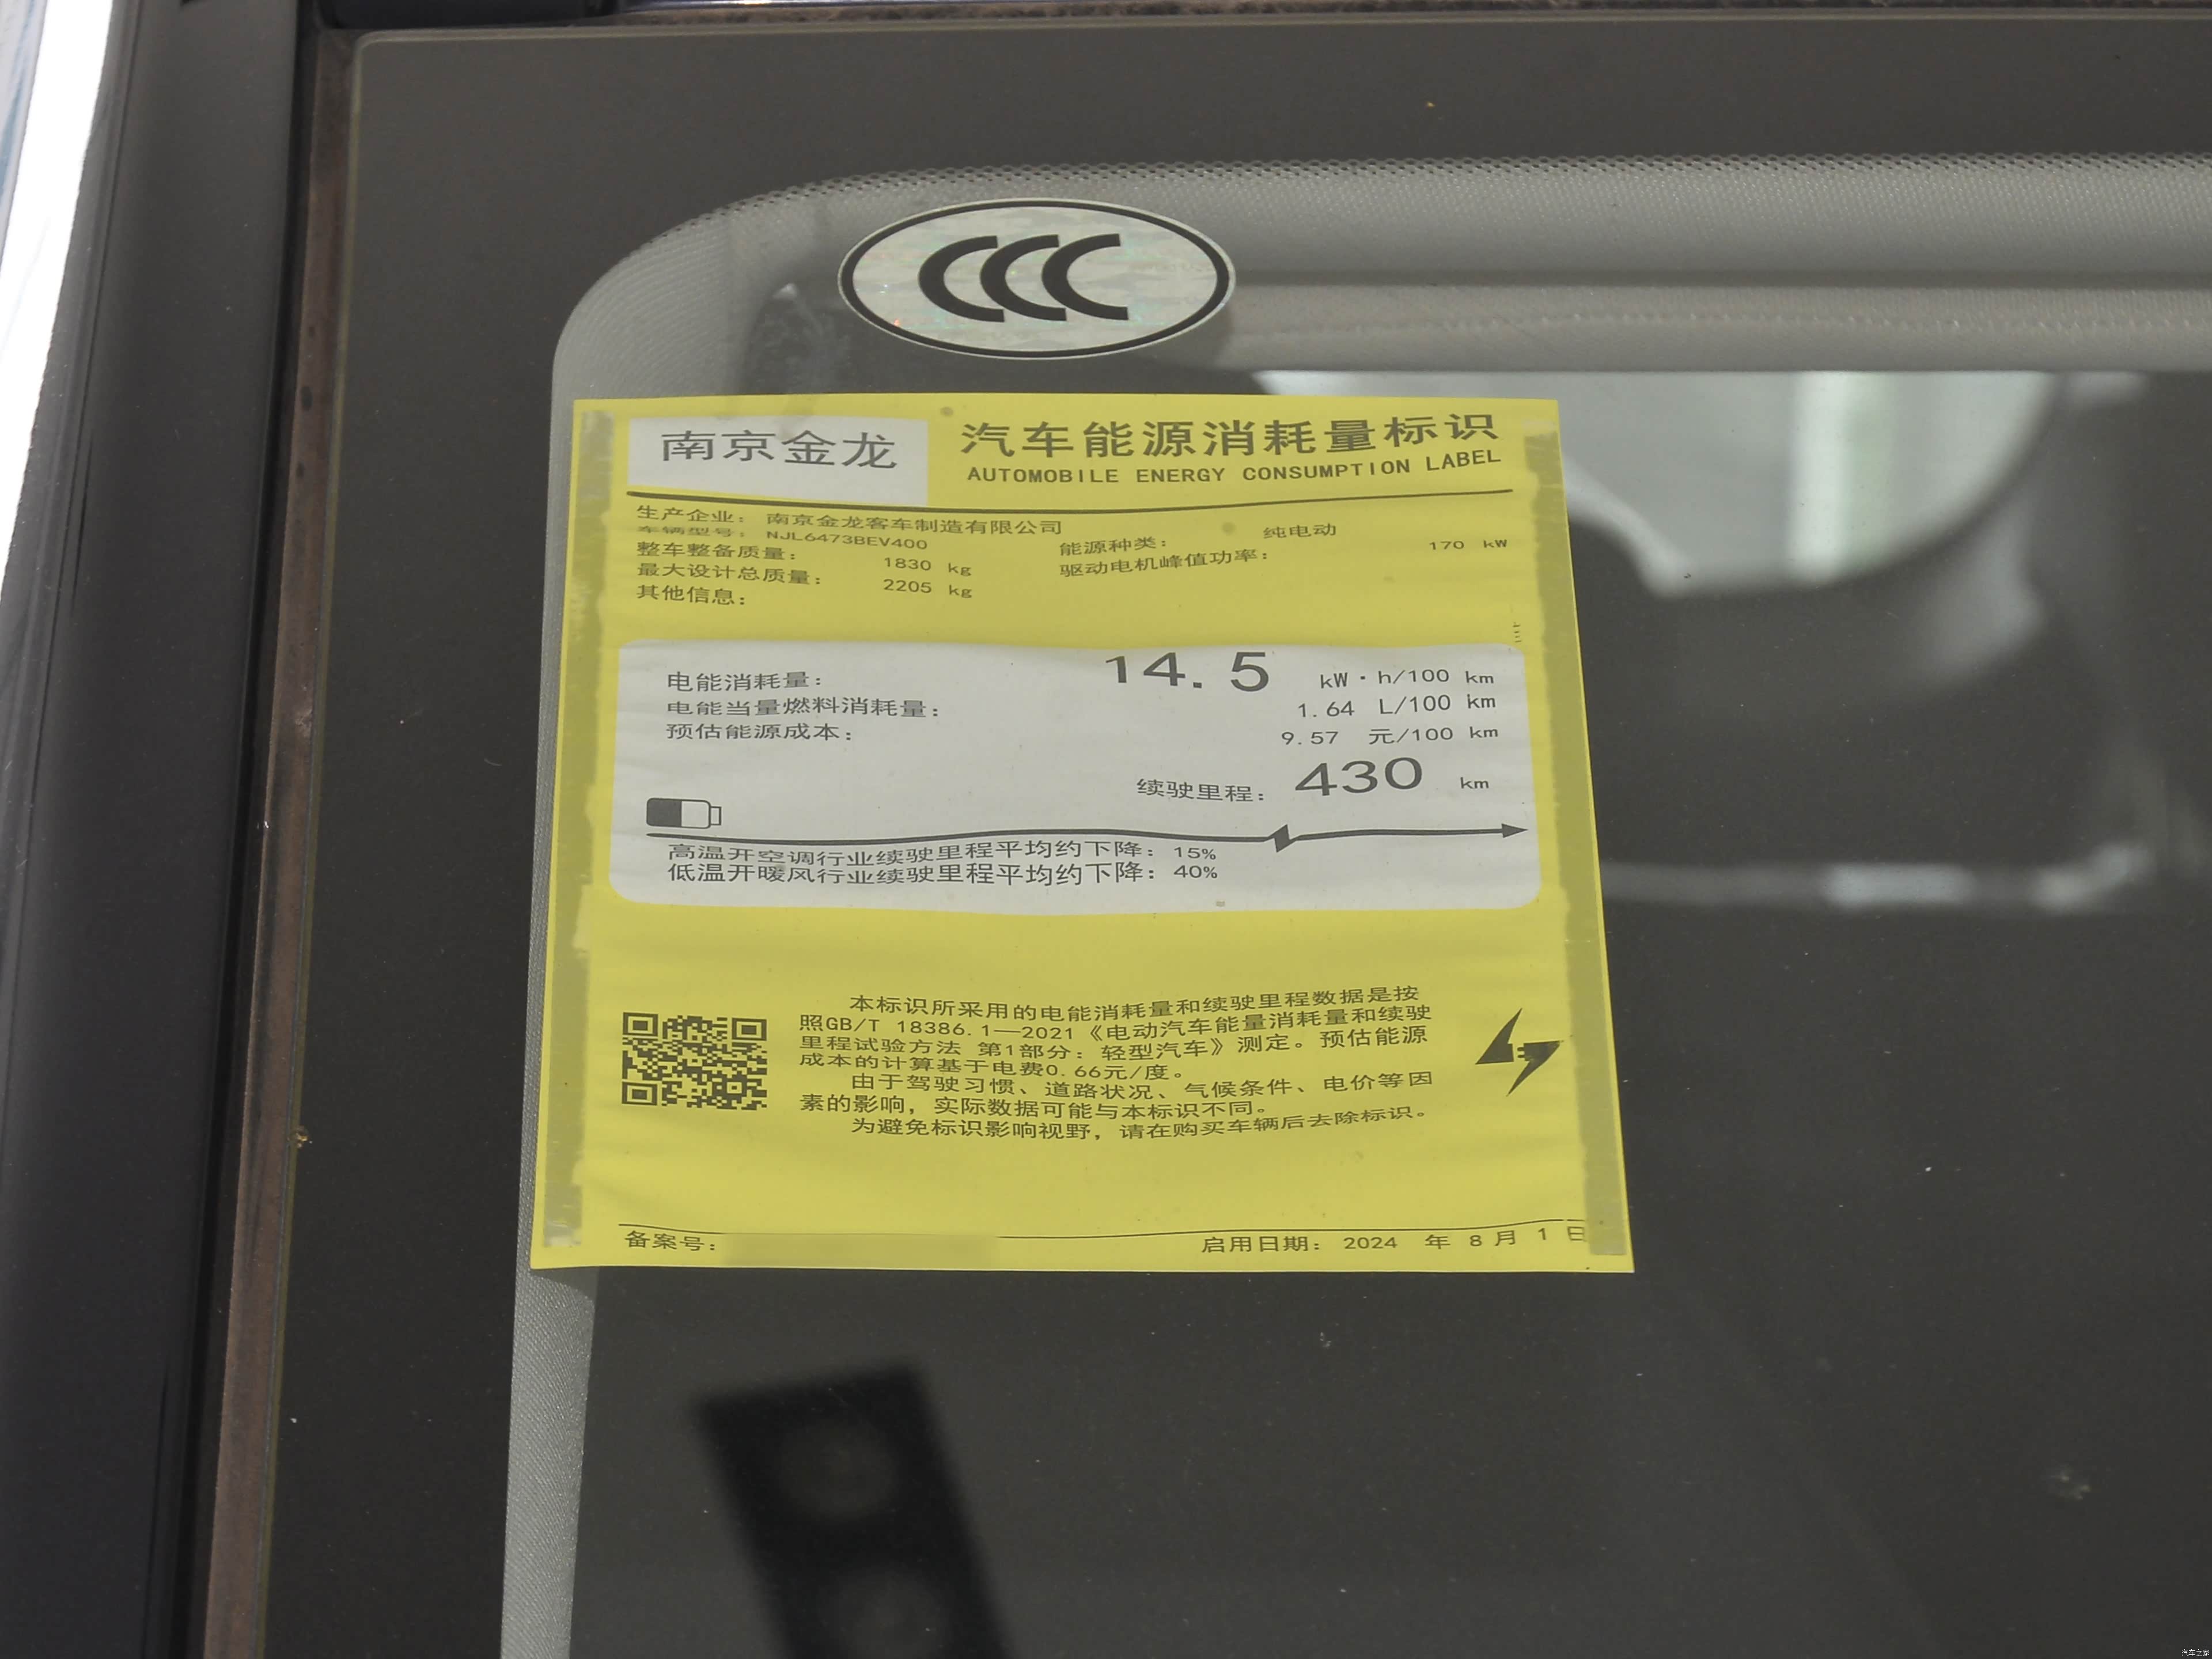 CCC
南京金龙
汽车能源消耗量标识
AUTOMOBILE ENERGY CONSUMPTION LABEL
生产企业： 南京金龙客车制造有限公司
车辆型号： NJL6473BEV400
能源种类： 纯电动
整车整备质量： 1830 kg
驱动电机峰值功率： 170 kW
最大设计总质量： 2205 kg
其他信息：
电能消耗量： 14.5 kW·h/100 km
电能当量燃料消耗量： 1.64 L/100 km
预估能源成本： 9.57 元/100 km
续驶里程： 430 km
高温开空调行业续驶里程平均约下降： 15%
低温开暖风行业续驶里程平均约下降： 40%
本标识所采用的电能消耗量和续驶里程数据是按
照GB/T 18386.1—2021《电动汽车能量消耗量和续驶
里程试验方法 第1部分：轻型汽车》测定。预估能源
成本的计算基于电费0.66元/度。
由于驾驶习惯、道路状况、气候条件、电价等因
素的影响，实际数据可能与本标识不同。
为避免标识影响视野，请在购买车辆后去除标识。
备案号：
启用日期： 2024 年 8 月 1 日
汽车之家